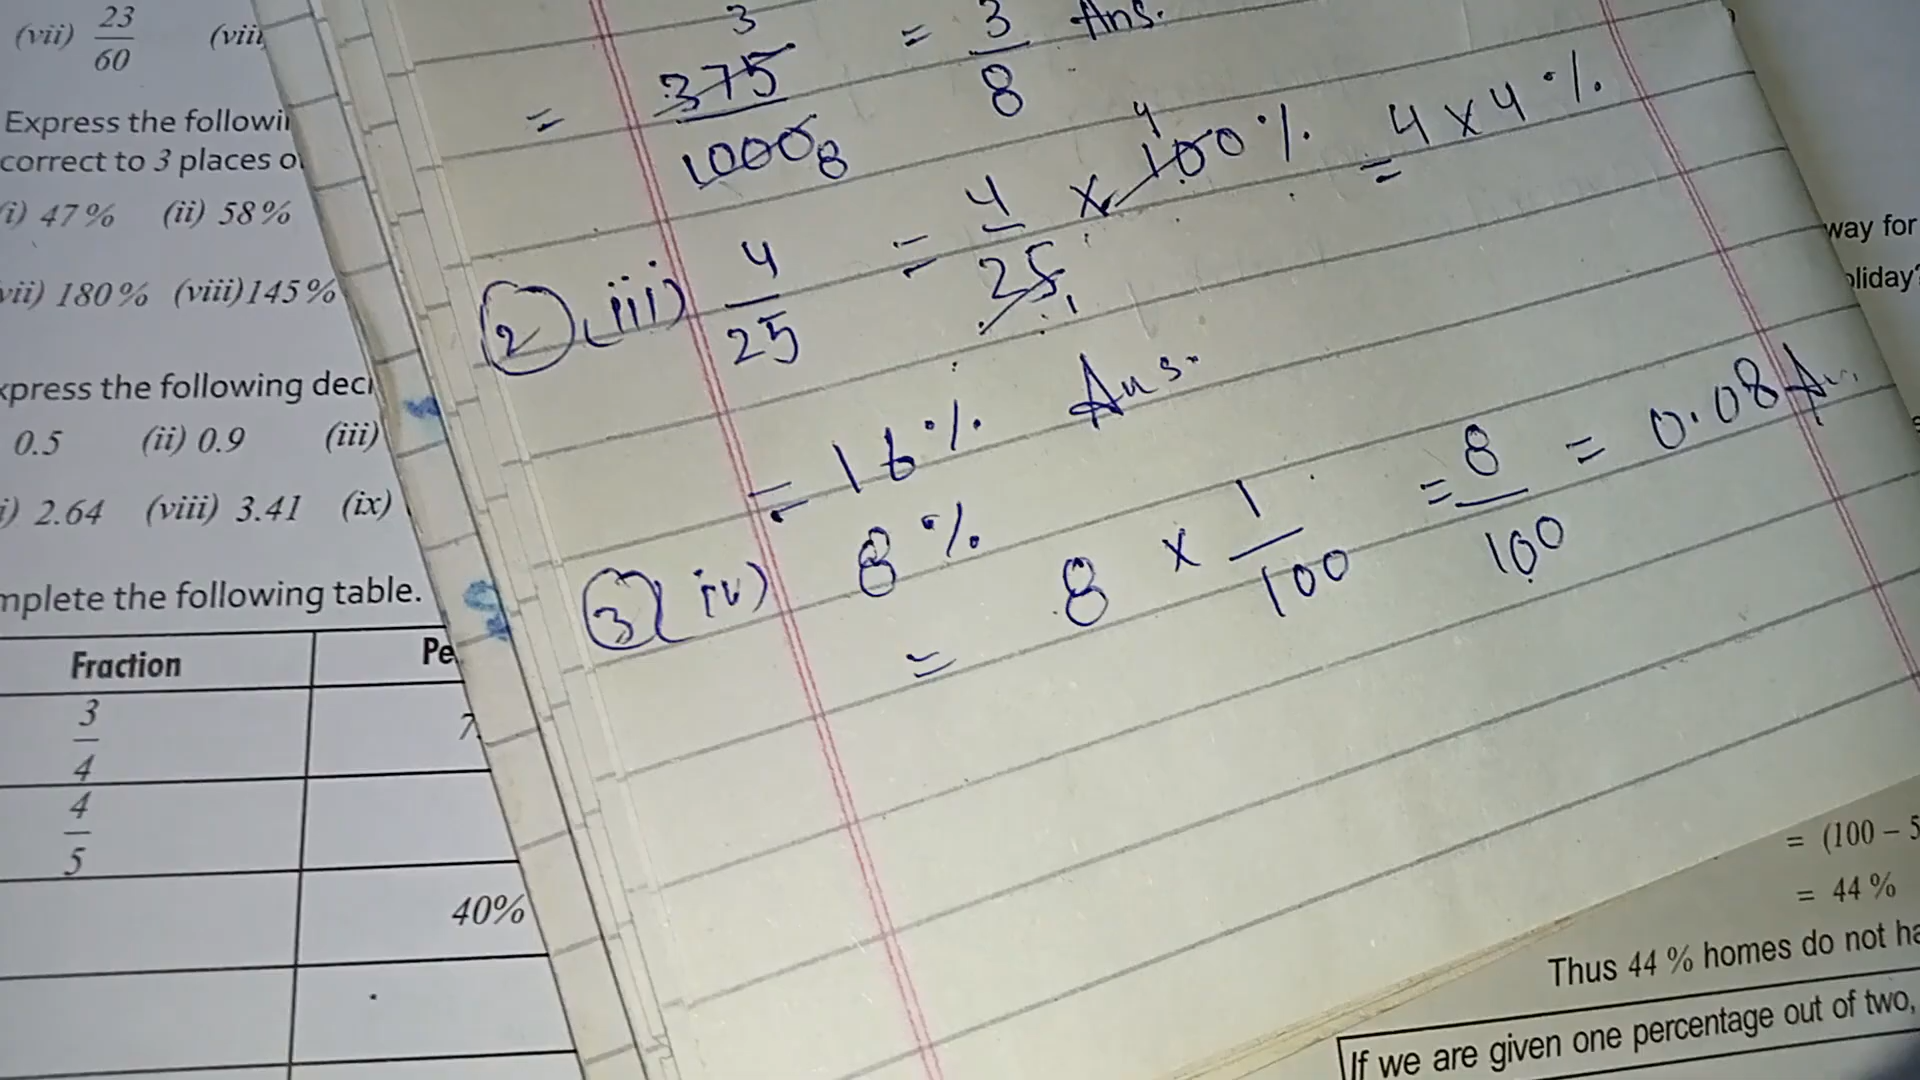 (vii) 23/60 (viii
Express the followi
correct to 3 places o
i) 47% (ii) 58%
vii) 180% (viii) 145%
xpress the following deci
0.5 (ii) 0.9 (iii)
i) 2.64 (viii) 3.41 (ix)
mplete the following table.
Fraction Pe
3/4 7
4/5
40%
3
= 375/1000 8 = 3/8 Ans.
② (iii) 4/25 = 4/25 1 × 100 4 % = 4 × 4 %
= 16 % Ans.
③ (iv) 8 %
= 8 × 1/100 = 8/100 = 0.08 An.
way for
oliday?
= (100 – 5
= 44 %
Thus 44 % homes do not ha
If we are given one percentage out of two,